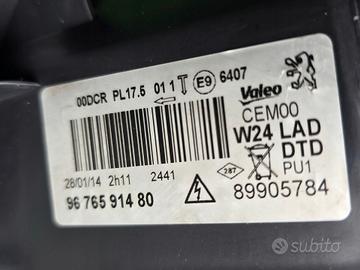 00DCR PL17.5 01 1 E9 6407
Valeo
CEM00
W24 LAD
DTD
PU1
287
28/01/14 2h11 2441
96 765 914 80
89905784
subito